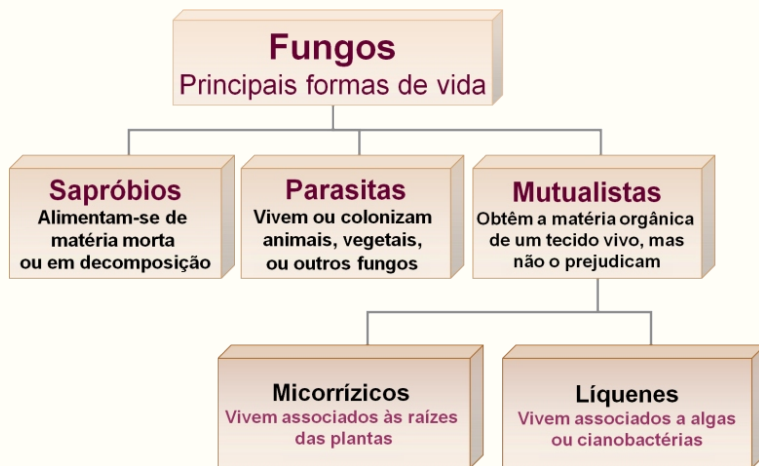 Fungos
Principais formas de vida
Sapróbios
Alimentam-se de
matéria morta
ou em decomposição
Parasitas
Vivem ou colonizam
animais, vegetais,
ou outros fungos
Mutualistas
Obtêm a matéria orgânica
de um tecido vivo, mas
não o prejudicam
Micorrízicos
Vivem associados às raízes
das plantas
Líquenes
Vivem associados a algas
ou cianobactérias